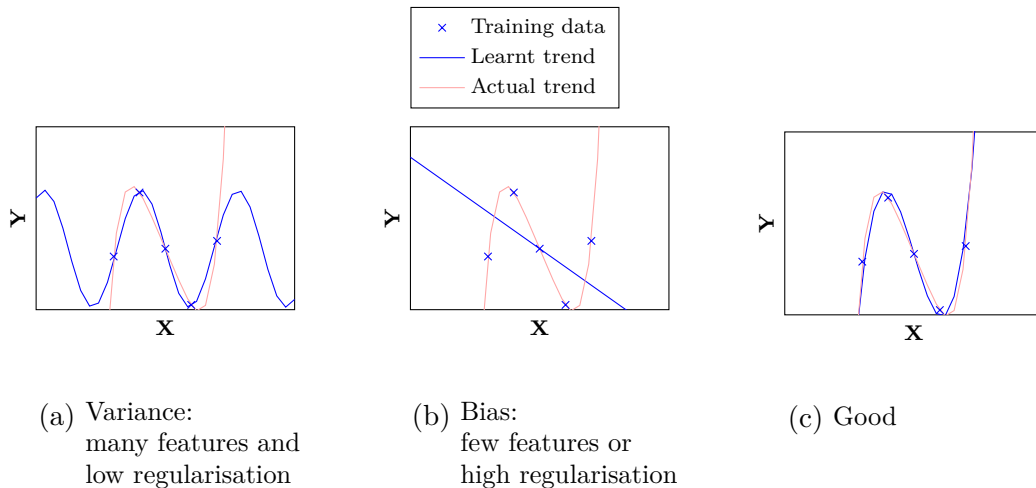 Training data
Learnt trend
Actual trend
Y
X
Y
X
Y
X
(a) Variance:
many features and
low regularisation
(b) Bias:
few features or
high regularisation
(c) Good